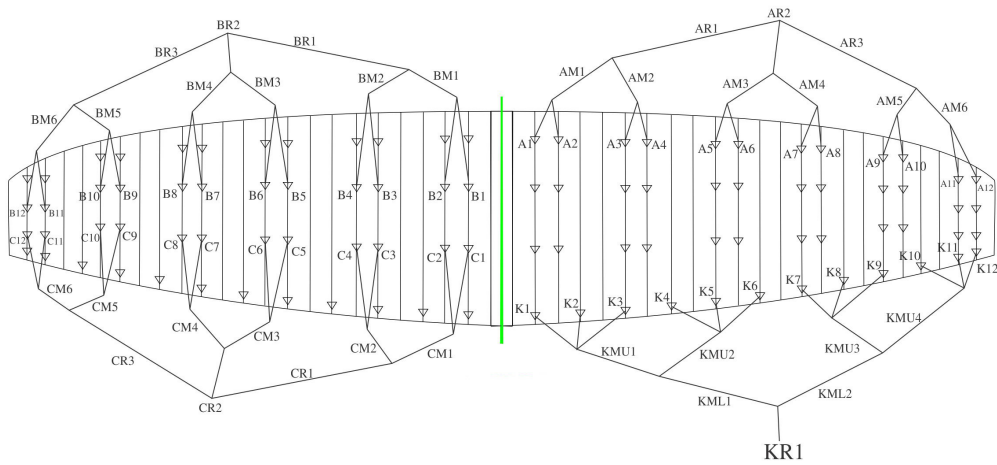 BR2
BR1
BR3
AR2
AR1
AR3
BM2
BM1
BM4
BM3
BM5
BM6
AM1
AM2
AM3
AM4
AM5
AM6
A1 A2 A3 A4 A5 A6 A7 A8 A9 A10 A11 A12
B12 B11 B10 B9 B8 B7 B6 B5 B4 B3 B2 B1
C12 C11 C10 C9 C8 C7 C6 C5 C4 C3 C2 C1
K1 K2 K3 K4 K5 K6 K7 K8 K9 K10 K11 K12
CM6
CM5
CM4
CM3
CM2
CM1
KMU1
KMU2
KMU3
KMU4
CR3
CR1
CR2
KML1
KML2
KR1